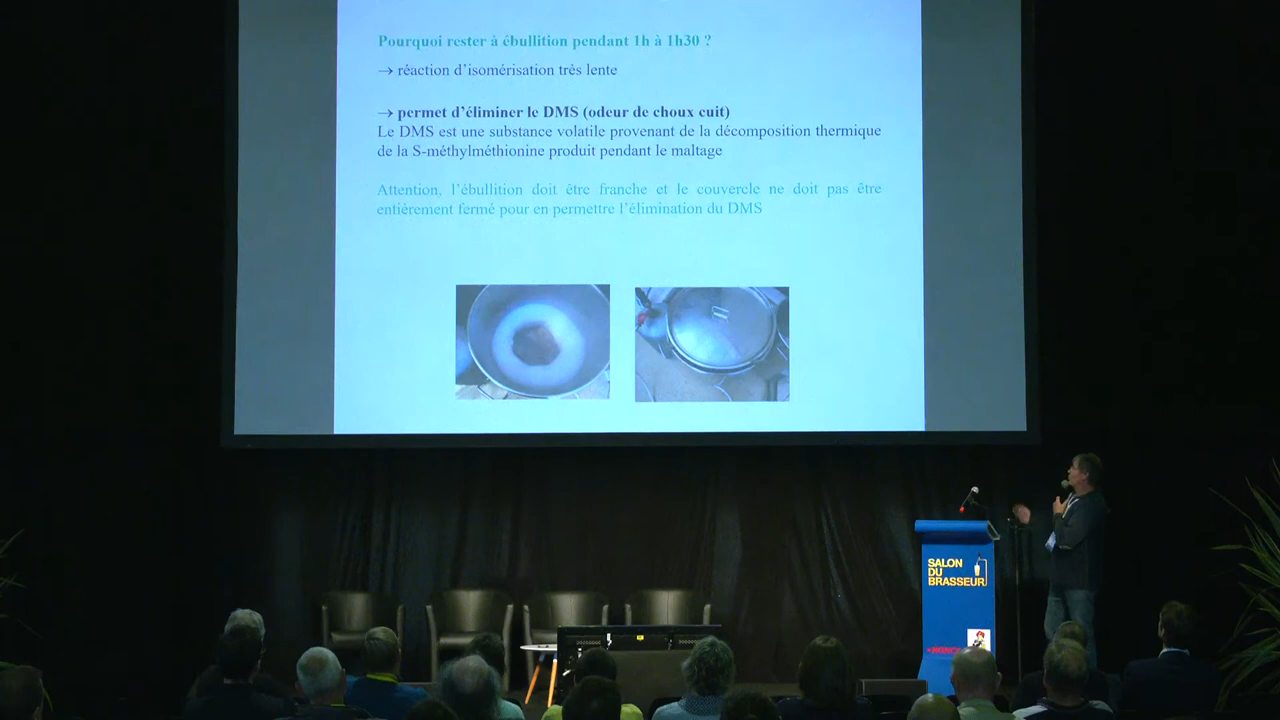 Pourquoi rester à ébullition pendant 1h à 1h30 ?
→ réaction d'isomérisation très lente
→ permet d'éliminer le DMS (odeur de choux cuit)
Le DMS est une substance volatile provenant de la décomposition thermique
de la S-méthylméthionine produit pendant le maltage
Attention, l'ébullition doit être franche et le couvercle ne doit pas être
entièrement fermé pour en permettre l'élimination du DMS
SALON
DU
BRASSEUR